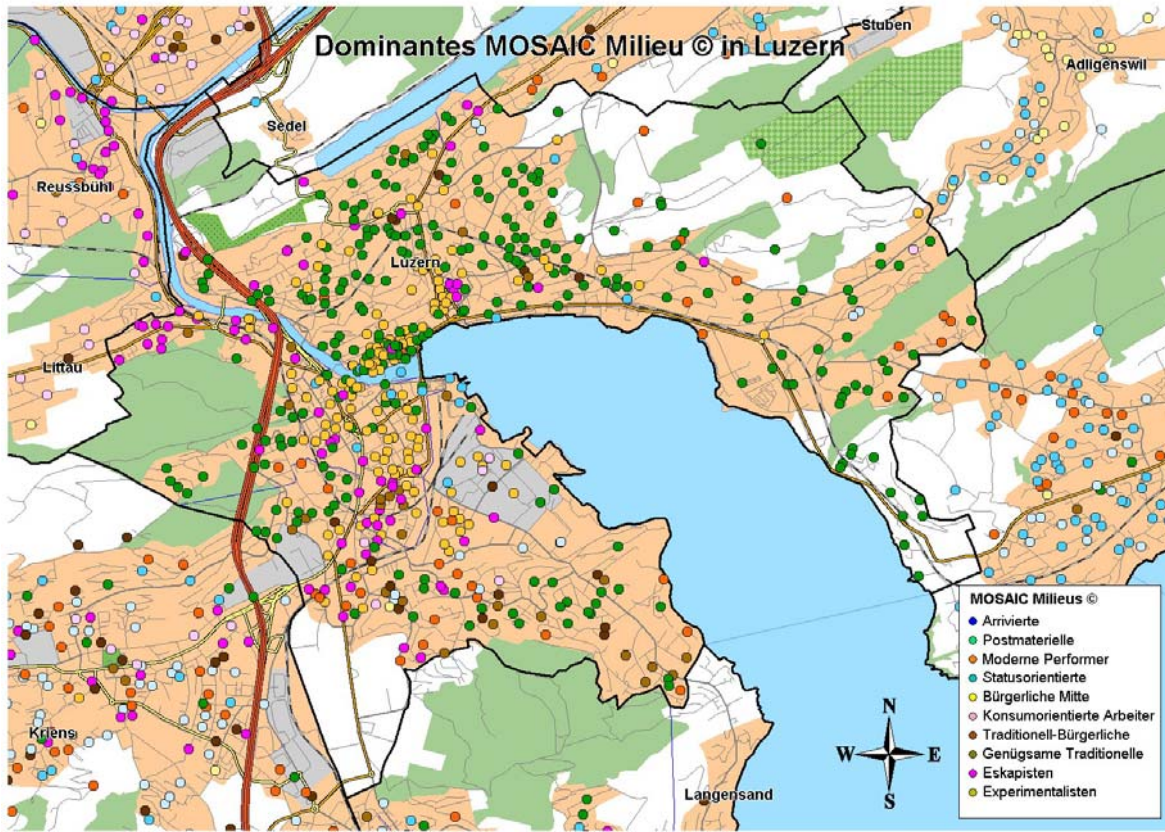 Dominantes MOSAIC Milieu © in Luzern
Stuben
Adligenswil
Sedel
Reussbühl
Luzern
Littau
Kriens
Langensand
N
W E
S
MOSAIC Milieus ©
Arrivierte
Postmaterielle
Moderne Performer
Statusorientierte
Bürgerliche Mitte
Konsumorientierte Arbeiter
Traditionell-Bürgerliche
Genügsame Traditionelle
Eskapisten
Experimentalisten